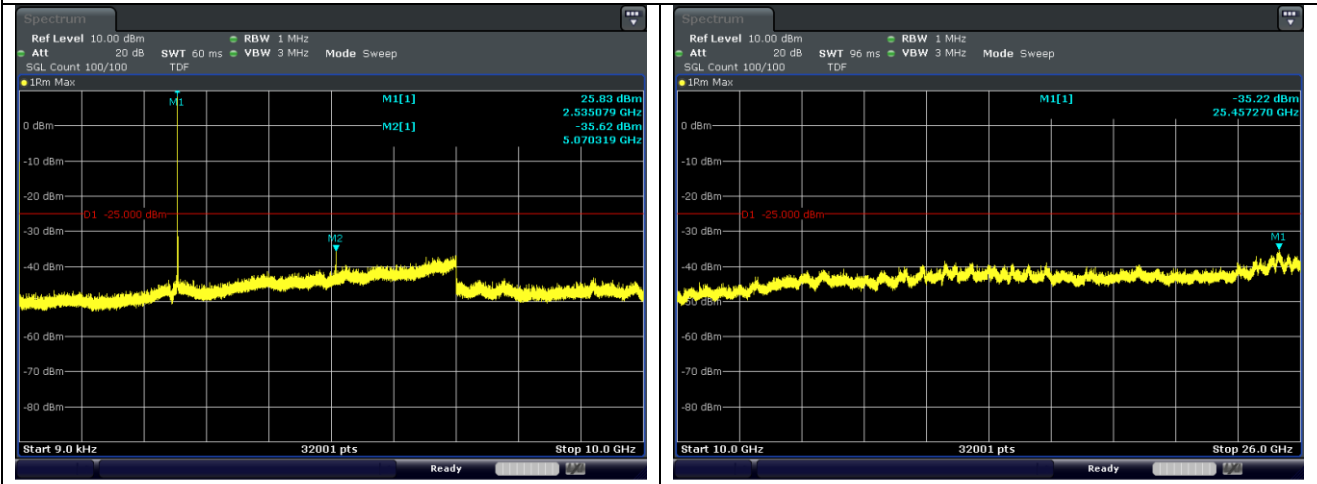 Spectrum
Ref Level 10.00 dBm RBW 1 MHz
Att 20 dB SWT 60 ms VBW 3 MHz Mode Sweep
SGL Count 100/100 TDF
1Rm Max
M1[1] 25.83 dBm
2.535079 GHz
M2[1] -35.62 dBm
5.070319 GHz
M1
0 dBm
-10 dBm
-20 dBm
D1 -25.000 dBm
-30 dBm
M2
-40 dBm
-60 dBm
-70 dBm
-80 dBm
Start 9.0 kHz 32001 pts Stop 10.0 GHz
Ready
Spectrum
Ref Level 10.00 dBm RBW 1 MHz
Att 20 dB SWT 96 ms VBW 3 MHz Mode Sweep
SGL Count 100/100 TDF
1Rm Max
M1[1] -35.22 dBm
25.457270 GHz
0 dBm
-10 dBm
-20 dBm
D1 -25.000 dBm
-30 dBm
M1
-40 dBm
-50 dBm
-60 dBm
-70 dBm
-80 dBm
Start 10.0 GHz 32001 pts Stop 26.0 GHz
Ready